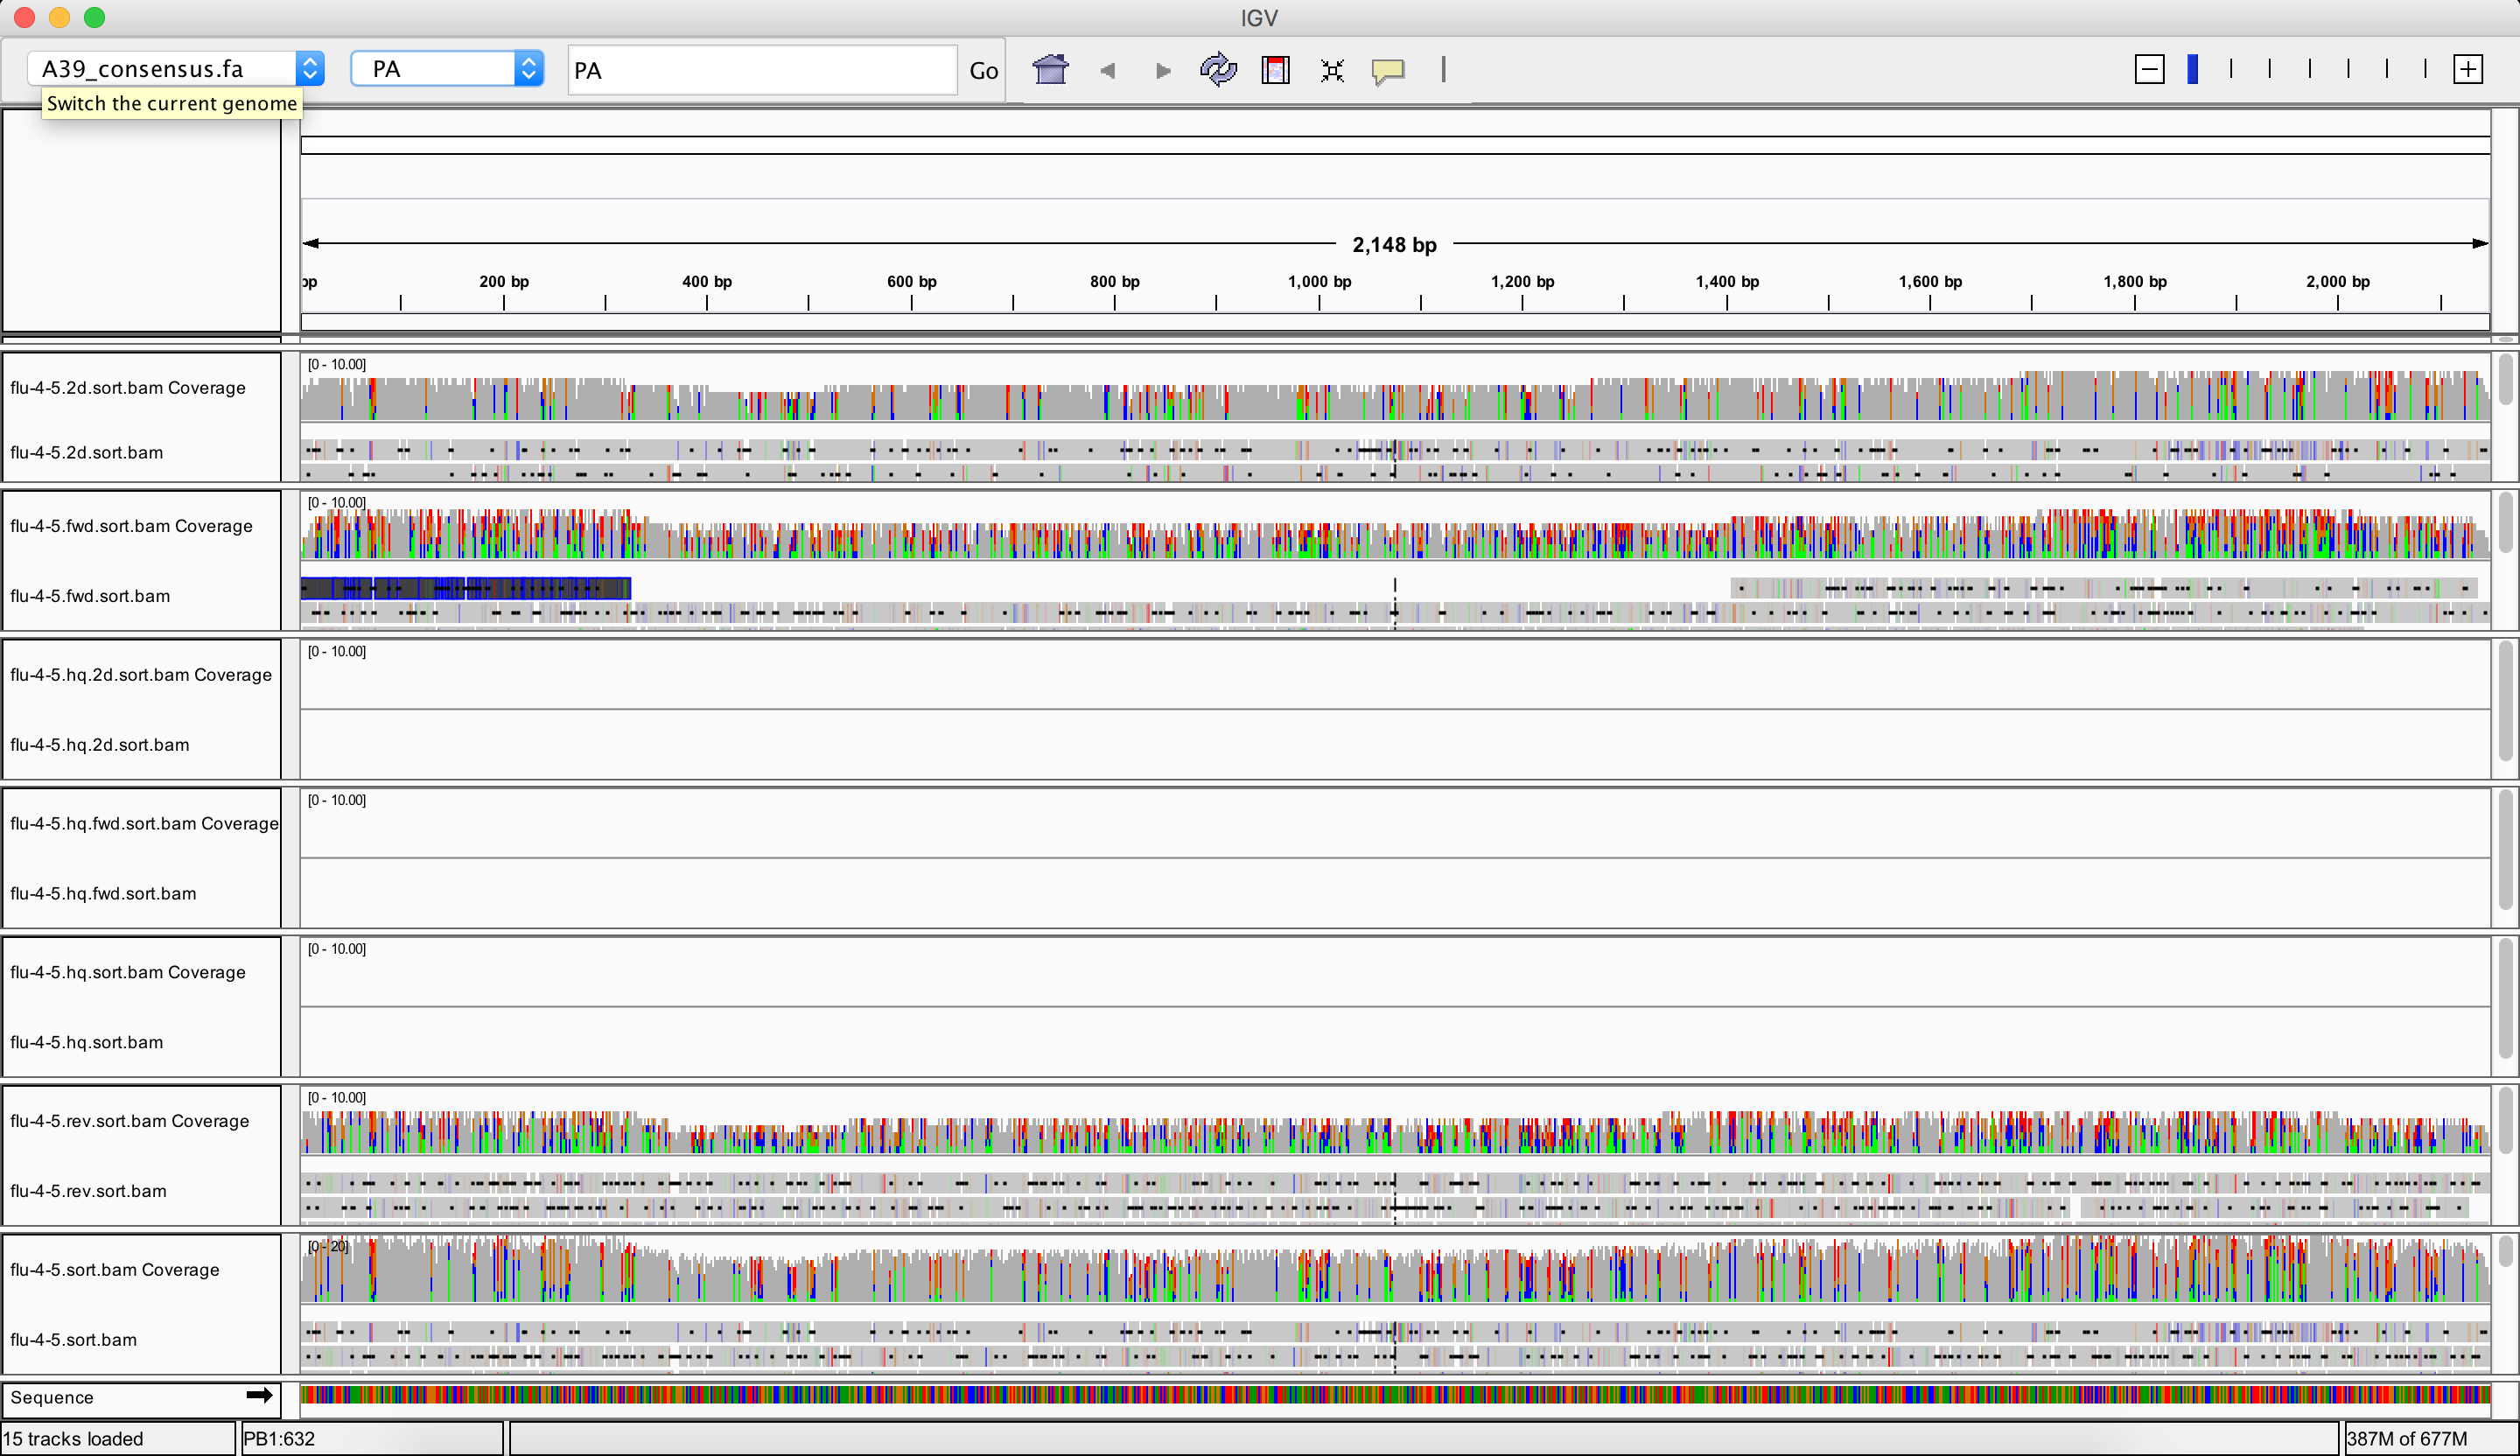 IGV
A39_consensus.fa PA PA Go
Switch the current genome
2,148 bp
bp 200 bp 400 bp 600 bp 800 bp 1,000 bp 1,200 bp 1,400 bp 1,600 bp 1,800 bp 2,000 bp
[0 - 10.00]
flu-4-5.2d.sort.bam Coverage
flu-4-5.2d.sort.bam
[0 - 10.00]
flu-4-5.fwd.sort.bam Coverage
flu-4-5.fwd.sort.bam
[0 - 10.00]
flu-4-5.hq.2d.sort.bam Coverage
flu-4-5.hq.2d.sort.bam
[0 - 10.00]
flu-4-5.hq.fwd.sort.bam Coverage
flu-4-5.hq.fwd.sort.bam
[0 - 10.00]
flu-4-5.hq.sort.bam Coverage
flu-4-5.hq.sort.bam
[0 - 10.00]
flu-4-5.rev.sort.bam Coverage
flu-4-5.rev.sort.bam
[0 - 20]
flu-4-5.sort.bam Coverage
flu-4-5.sort.bam
Sequence
15 tracks loaded PB1:632 387M of 677M